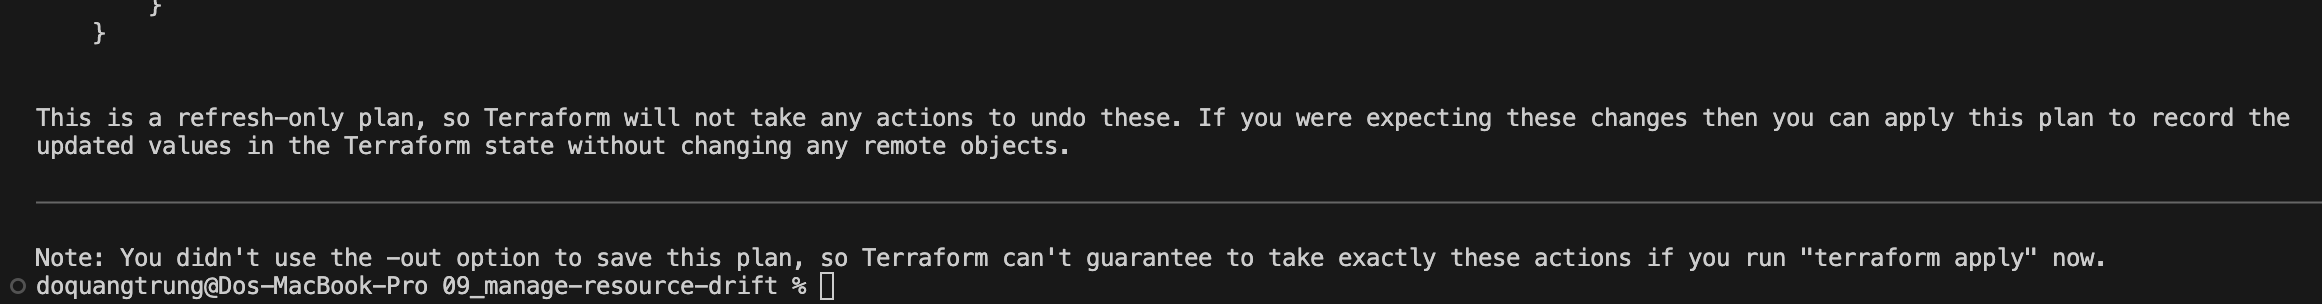 }
}
This is a refresh-only plan, so Terraform will not take any actions to undo these. If you were expecting these changes then you can apply this plan to record the
updated values in the Terraform state without changing any remote objects.
Note: You didn't use the -out option to save this plan, so Terraform can't guarantee to take exactly these actions if you run "terraform apply" now.
doquangtrung@Dos-MacBook-Pro 09_manage-resource-drift %